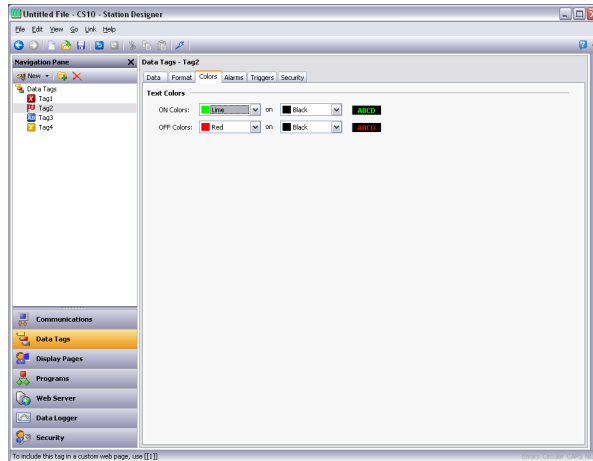 Untitled File - CS10 - Station Designer
File Edit View Go Link Help
Navigation Pane X
New
Data Tags
Tag1
Tag2
Tag3
Tag4
Communications
Data Tags
Display Pages
Programs
Web Server
Data Logger
Security
Data Tags - Tag2
Data Format Colors Alarms Triggers Security
Text Colors
ON Colors: Lime on Black ABCD
OFF Colors: Red on Black ABCD
To include this tag in a custom web page, use [[1]]
Errors Circular CAPS